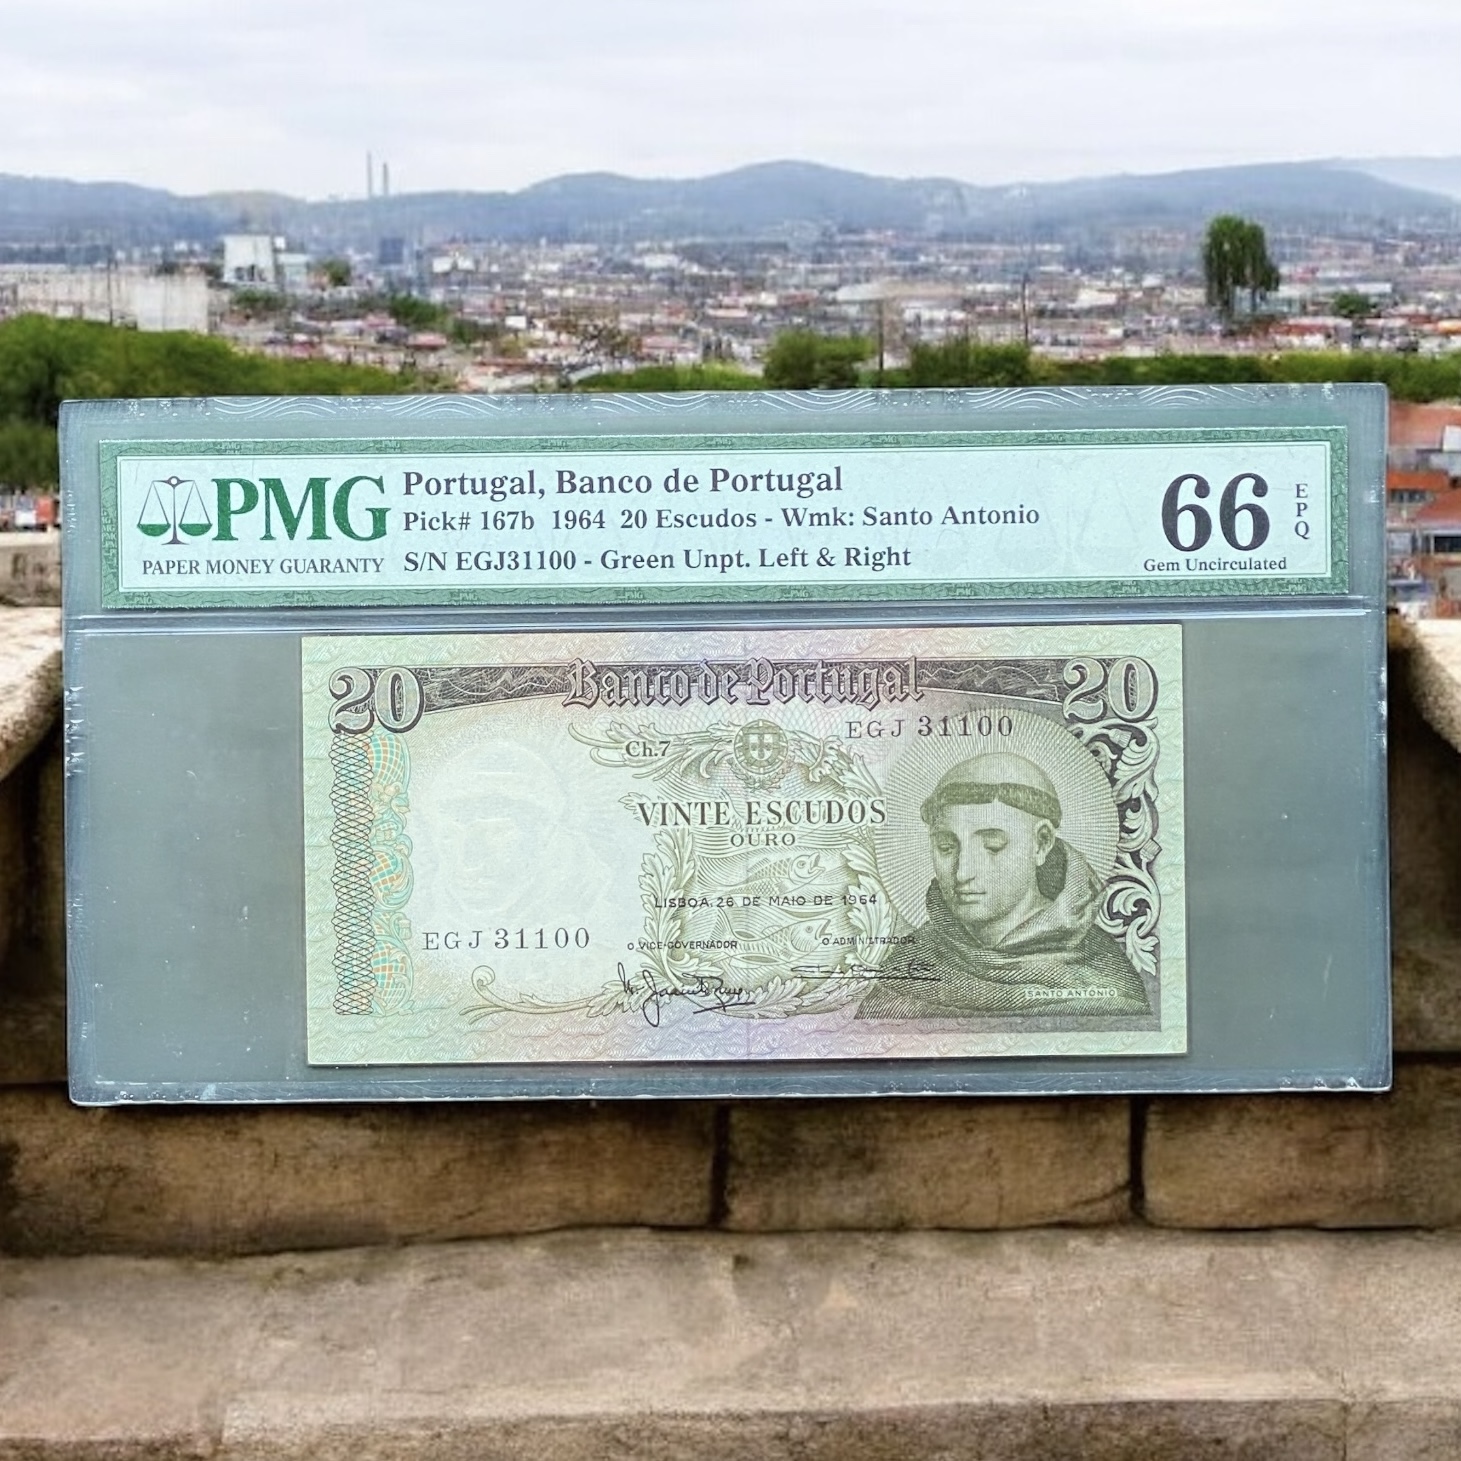 PMG
PAPER MONEY GUARANTY
Portugal, Banco de Portugal
Pick# 167b 1964 20 Escudos - Wmk: Santo Antonio
S/N EGJ31100 - Green Unpt. Left & Right
66
EPQ
Gem Uncirculated
20 Banco de Portugal 20
EGJ 31100
Ch.7
VINTE ESCUDOS
OURO
LISBOA, 26 DE MAIO DE 1964
EGJ 31100
O VICE-GOVERNADOR
O ADMINISTRADOR
SANTO ANTÓNIO